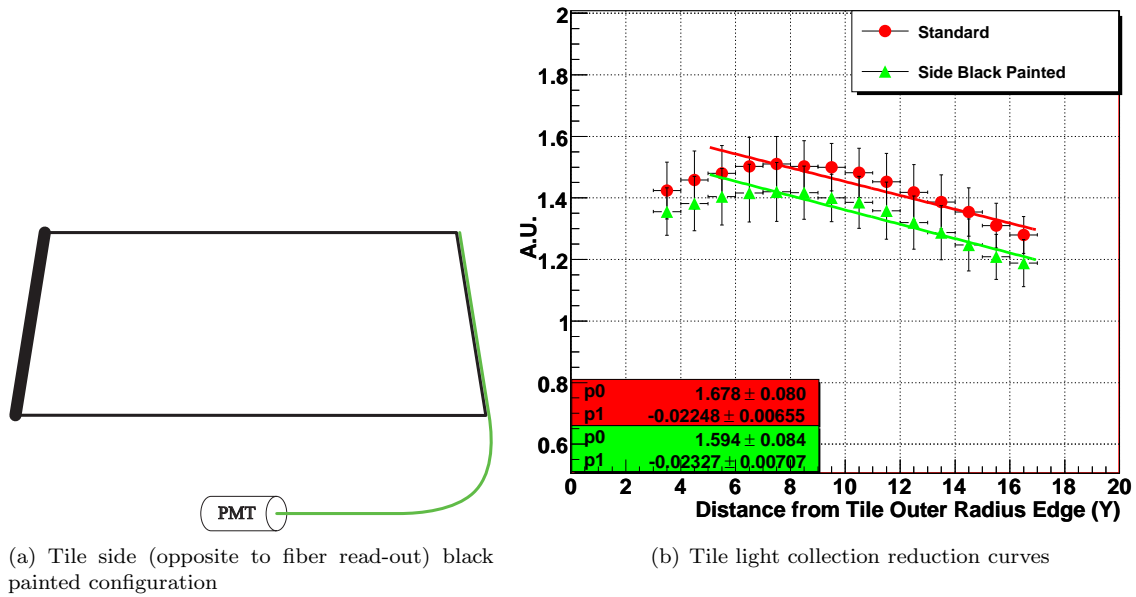 PMT
(a) Tile side (opposite to fiber read-out) black
painted configuration
Standard
Side Black Painted
A.U.
2
1.8
1.6
1.4
1.2
1
0.8
0.6
p0 1.678 ± 0.080
p1 -0.02248 ± 0.00655
p0 1.594 ± 0.084
p1 -0.02327 ± 0.00707
0 2 4 6 8 10 12 14 16 18 20
Distance from Tile Outer Radius Edge (Y)
(b) Tile light collection reduction curves